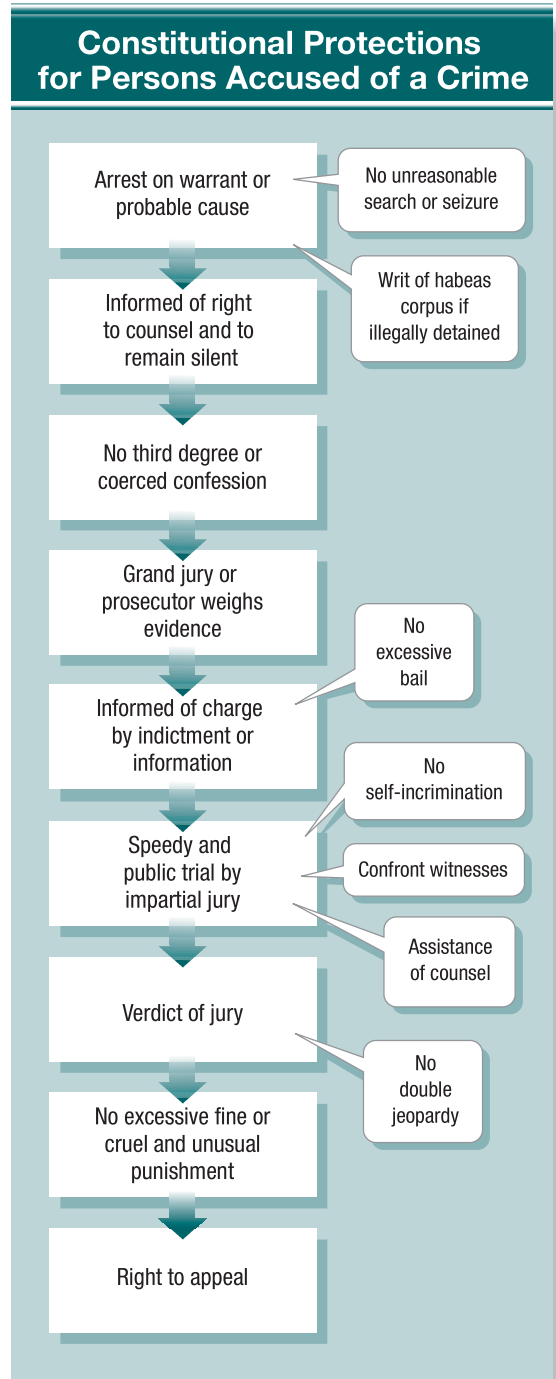 Constitutional Protections
for Persons Accused of a Crime
Arrest on warrant or
probable cause
No unreasonable
search or seizure
Writ of habeas
corpus if
illegally detained
Informed of right
to counsel and to
remain silent
No third degree or
coerced confession
Grand jury or
prosecutor weighs
evidence
No
excessive
bail
Informed of charge
by indictment or
information
No
self-incrimination
Speedy and
public trial by
impartial jury
Confront witnesses
Assistance
of counsel
Verdict of jury
No
double
jeopardy
No excessive fine or
cruel and unusual
punishment
Right to appeal